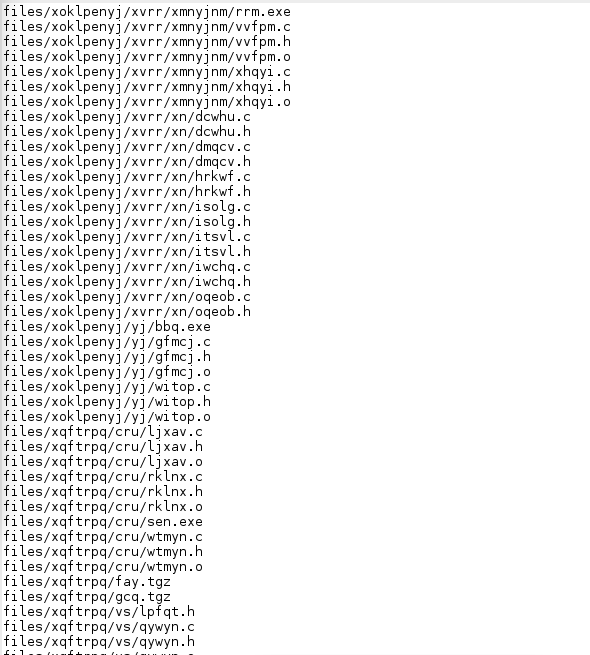 files/xoklpenyj/xvrr/xmnyjnm/rrm.exe
files/xoklpenyj/xvrr/xmnyjnm/vvfpm.c
files/xoklpenyj/xvrr/xmnyjnm/vvfpm.h
files/xoklpenyj/xvrr/xmnyjnm/vvfpm.o
files/xoklpenyj/xvrr/xmnyjnm/xhqyi.c
files/xoklpenyj/xvrr/xmnyjnm/xhqyi.h
files/xoklpenyj/xvrr/xmnyjnm/xhqyi.o
files/xoklpenyj/xvrr/xn/dcwhu.c
files/xoklpenyj/xvrr/xn/dcwhu.h
files/xoklpenyj/xvrr/xn/dmqcv.c
files/xoklpenyj/xvrr/xn/dmqcv.h
files/xoklpenyj/xvrr/xn/hrkwf.c
files/xoklpenyj/xvrr/xn/hrkwf.h
files/xoklpenyj/xvrr/xn/isolg.c
files/xoklpenyj/xvrr/xn/isolg.h
files/xoklpenyj/xvrr/xn/itsvl.c
files/xoklpenyj/xvrr/xn/itsvl.h
files/xoklpenyj/xvrr/xn/iwchq.c
files/xoklpenyj/xvrr/xn/iwchq.h
files/xoklpenyj/xvrr/xn/oqeob.c
files/xoklpenyj/xvrr/xn/oqeob.h
files/xoklpenyj/yj/bbq.exe
files/xoklpenyj/yj/gfmcj.c
files/xoklpenyj/yj/gfmcj.h
files/xoklpenyj/yj/gfmcj.o
files/xoklpenyj/yj/witop.c
files/xoklpenyj/yj/witop.h
files/xoklpenyj/yj/witop.o
files/xqftrpq/cru/ljxav.c
files/xqftrpq/cru/ljxav.h
files/xqftrpq/cru/ljxav.o
files/xqftrpq/cru/rklnx.c
files/xqftrpq/cru/rklnx.h
files/xqftrpq/cru/rklnx.o
files/xqftrpq/cru/sen.exe
files/xqftrpq/cru/wtmyn.c
files/xqftrpq/cru/wtmyn.h
files/xqftrpq/cru/wtmyn.o
files/xqftrpq/fay.tgz
files/xqftrpq/gcq.tgz
files/xqftrpq/vs/lpfqt.h
files/xqftrpq/vs/qywyn.c
files/xqftrpq/vs/qywyn.h